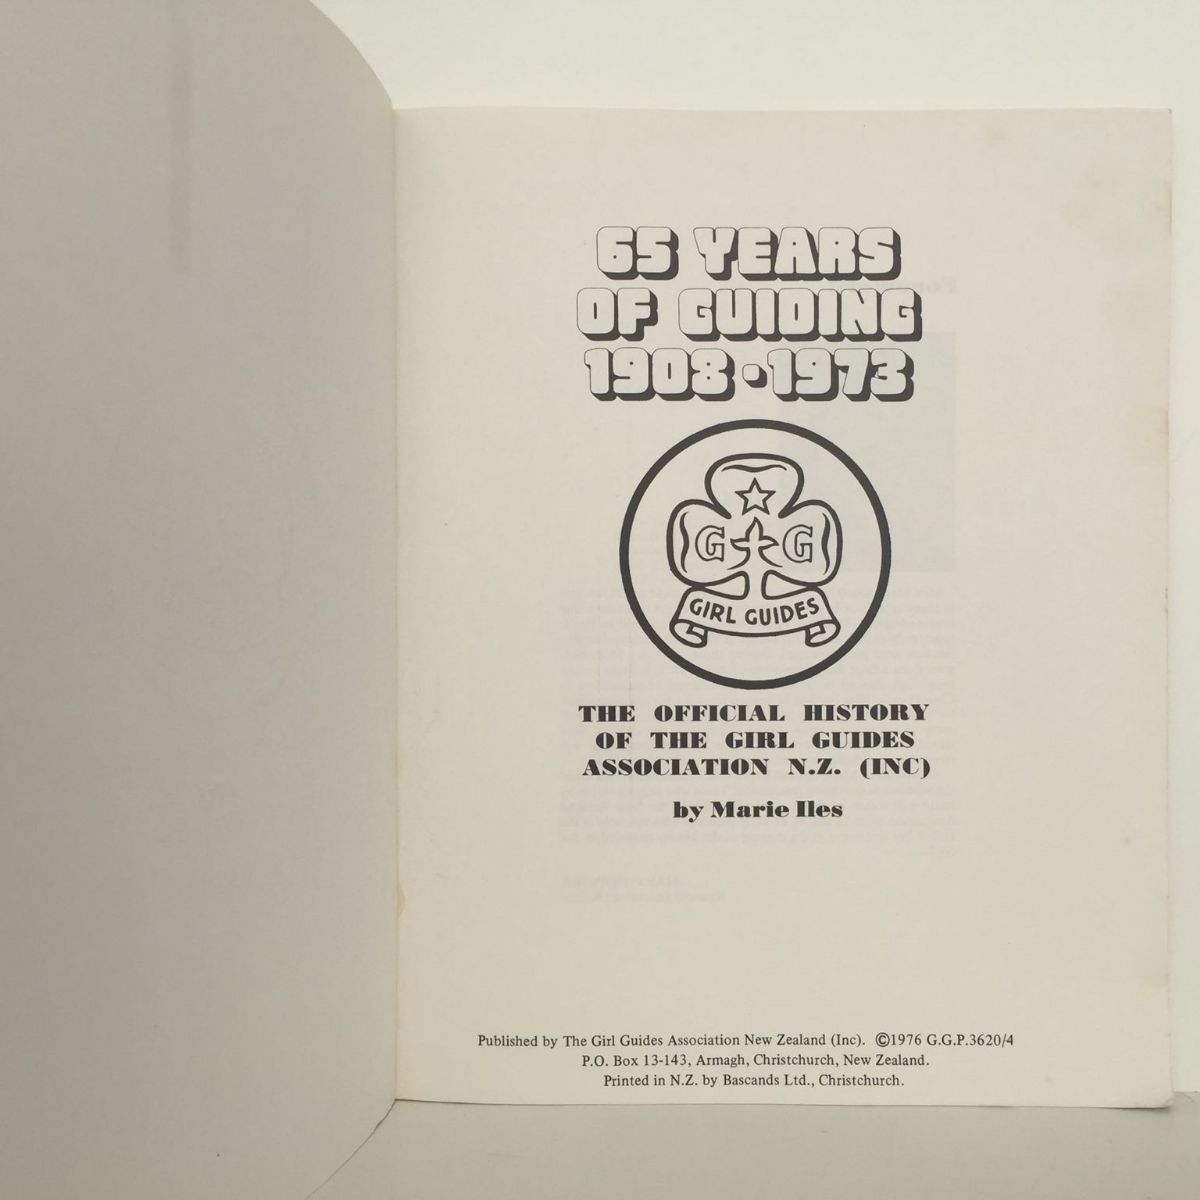 65 YEARS
OF GUIDING
1908·1973
G G
GIRL GUIDES
THE OFFICIAL HISTORY
OF THE GIRL GUIDES
ASSOCIATION N.Z. (INC)
by Marie Iles
Published by The Girl Guides Association New Zealand (Inc). ©1976 G.G.P.3620/4
P.O. Box 13-143, Armagh, Christchurch, New Zealand.
Printed in N.Z. by Bascands Ltd., Christchurch.